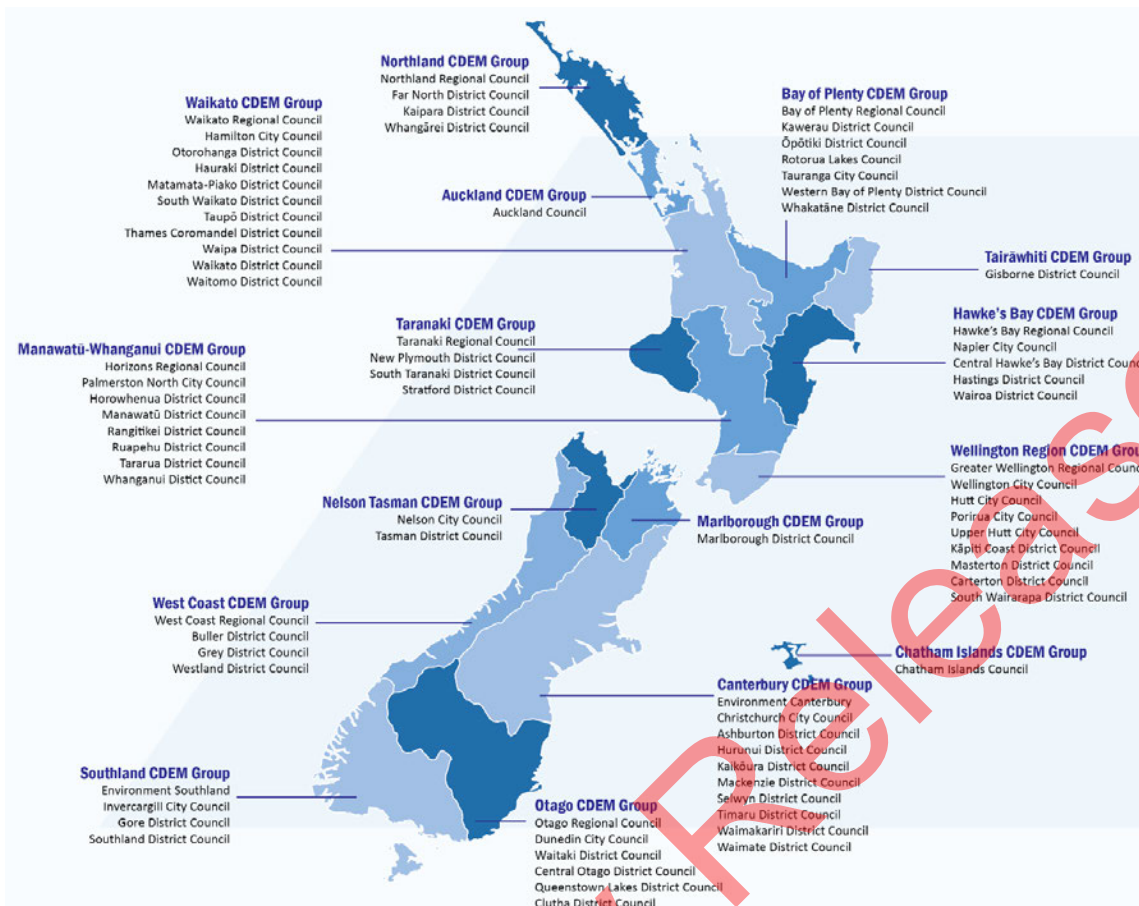 Northland CDEM Group
Northland Regional Council
Far North District Council
Kaipara District Council
Whangārei District Council
Waikato CDEM Group
Waikato Regional Council
Hamilton City Council
Otorohanga District Council
Hauraki District Council
Matamata-Piako District Council
South Waikato District Council
Taupō District Council
Thames Coromandel District Council
Waipa District Council
Waikato District Council
Waitomo District Council
Bay of Plenty CDEM Group
Bay of Plenty Regional Council
Kawerau District Council
Ōpōtiki District Council
Rotorua Lakes Council
Tauranga City Council
Western Bay of Plenty District Council
Whakatāne District Council
Auckland CDEM Group
Auckland Council
Tairāwhiti CDEM Group
Gisborne District Council
Taranaki CDEM Group
Taranaki Regional Council
New Plymouth District Council
South Taranaki District Council
Stratford District Council
Hawke's Bay CDEM Group
Hawke's Bay Regional Council
Napier City Council
Central Hawke's Bay District Counc
Hastings District Council
Wairoa District Council
Manawatū-Whanganui CDEM Group
Horizons Regional Council
Palmerston North City Council
Horowhenua District Council
Manawatū District Council
Rangitikei District Council
Ruapehu District Council
Tararua District Council
Whanganui Distict Council
Wellington Region CDEM Grou
Greater Wellington Regional Counc
Wellington City Council
Hutt City Council
Porirua City Council
Upper Hutt City Council
Kāpiti Coast District Council
Masterton District Council
Carterton District Council
South Wairarapa District Council
Nelson Tasman CDEM Group
Nelson City Council
Tasman District Council
Marlborough CDEM Group
Marlborough District Council
West Coast CDEM Group
West Coast Regional Council
Buller District Council
Grey District Council
Westland District Council
Chatham Islands CDEM Group
Chatham Islands Council
Canterbury CDEM Group
Environment Canterbury
Christchurch City Council
Ashburton District Council
Hurunui District Council
Kaikōura District Council
Mackenzie District Council
Selwyn District Council
Timaru District Council
Waimakariri District Council
Waimate District Council
Southland CDEM Group
Environment Southland
Invercargill City Council
Gore District Council
Southland District Council
Otago CDEM Group
Otago Regional Council
Dunedin City Council
Waitaki District Council
Central Otago District Council
Queenstown Lakes District Council
Clutha District Council
Releas